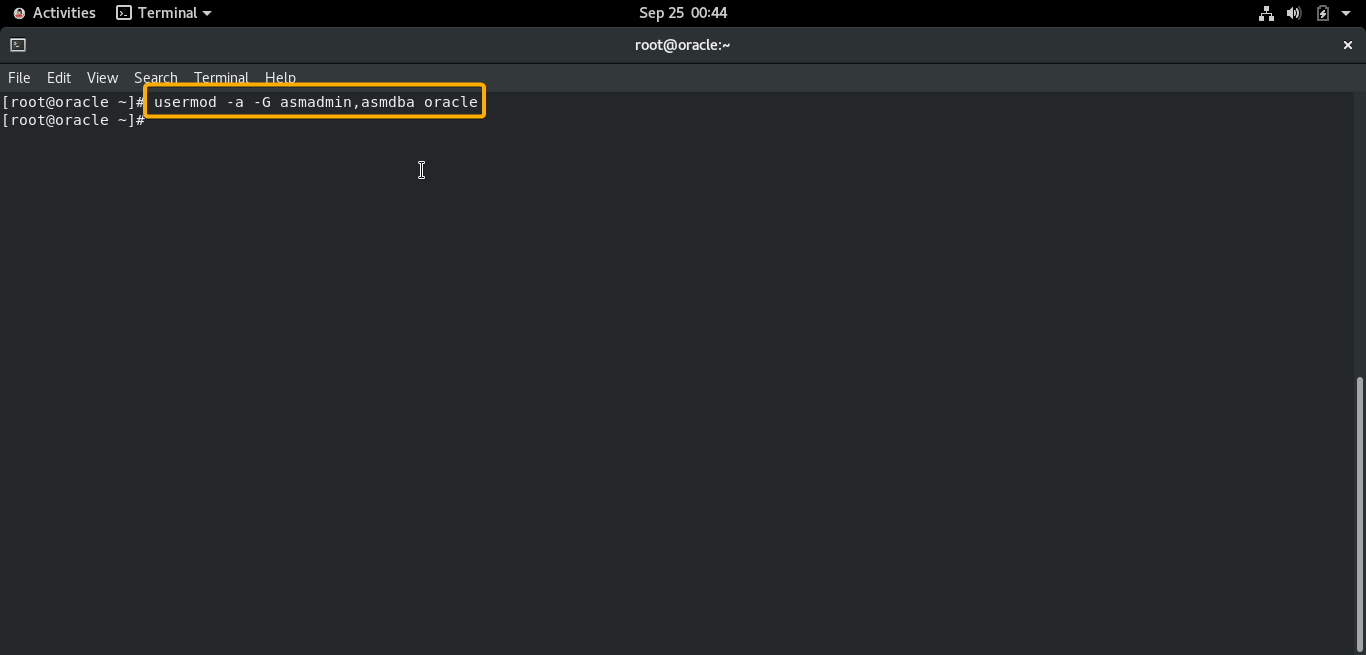 Activities Terminal Sep 25 00:44
root@oracle:~
File Edit View Search Terminal Help
[root@oracle ~]# usermod -a -G asmadmin,asmdba oracle
[root@oracle ~]#